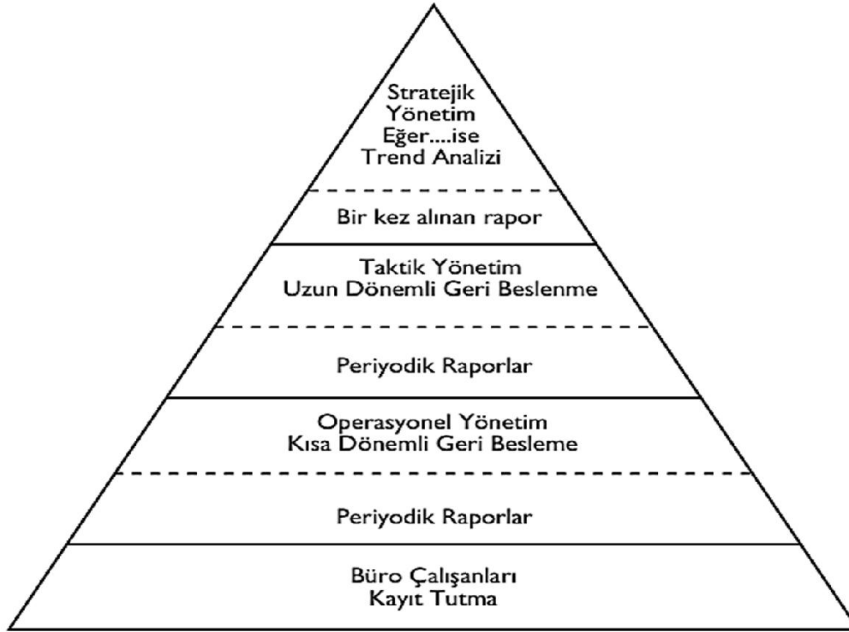 Stratejik
Yönetim
Eğer....ise
Trend Analizi
Bir kez alınan rapor
Taktik Yönetim
Uzun Dönemli Geri Beslenme
Periyodik Raporlar
Operasyonel Yönetim
Kısa Dönemli Geri Besleme
Periyodik Raporlar
Büro Çalışanları
Kayıt Tutma